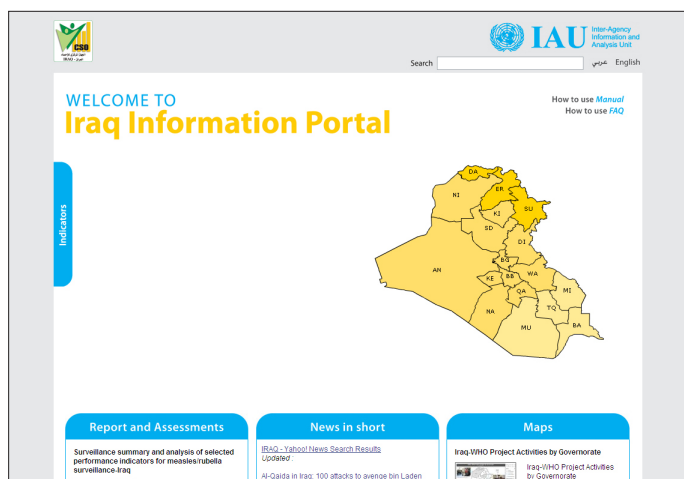 CSO
IRAQ
IAU
Inter-Agency
Information and
Analysis Unit
Search
عربي English
WELCOME TO
Iraq Information Portal
How to use Manual
How to use FAQ
Indicators
DA
NI
ER
KI
SU
SD
DI
AN
BG
KE
BB
WA
QA
MI
NA
TQ
MU
BA
Report and Assessments
Surveillance summary and analysis of selected
performance indicators for measles/rubella
surveillance-Iraq
News in short
IRAQ - Yahoo! News Search Results
Updated :
Al-Qaida in Iraq: 100 attacks to avenge bin Laden
Maps
Iraq-WHO Project Activities by Governorate
Iraq-WHO Project Activities
by Governorate